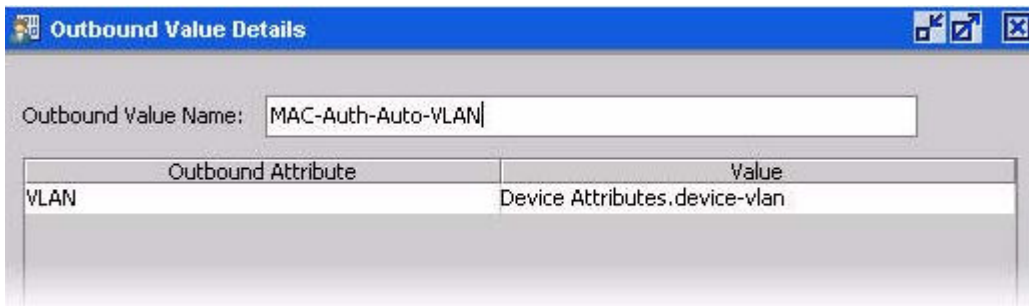 Outbound Value Details
Outbound Value Name: MAC-Auth-Auto-VLAN
Outbound Attribute Value
VLAN Device Attributes.device-vlan